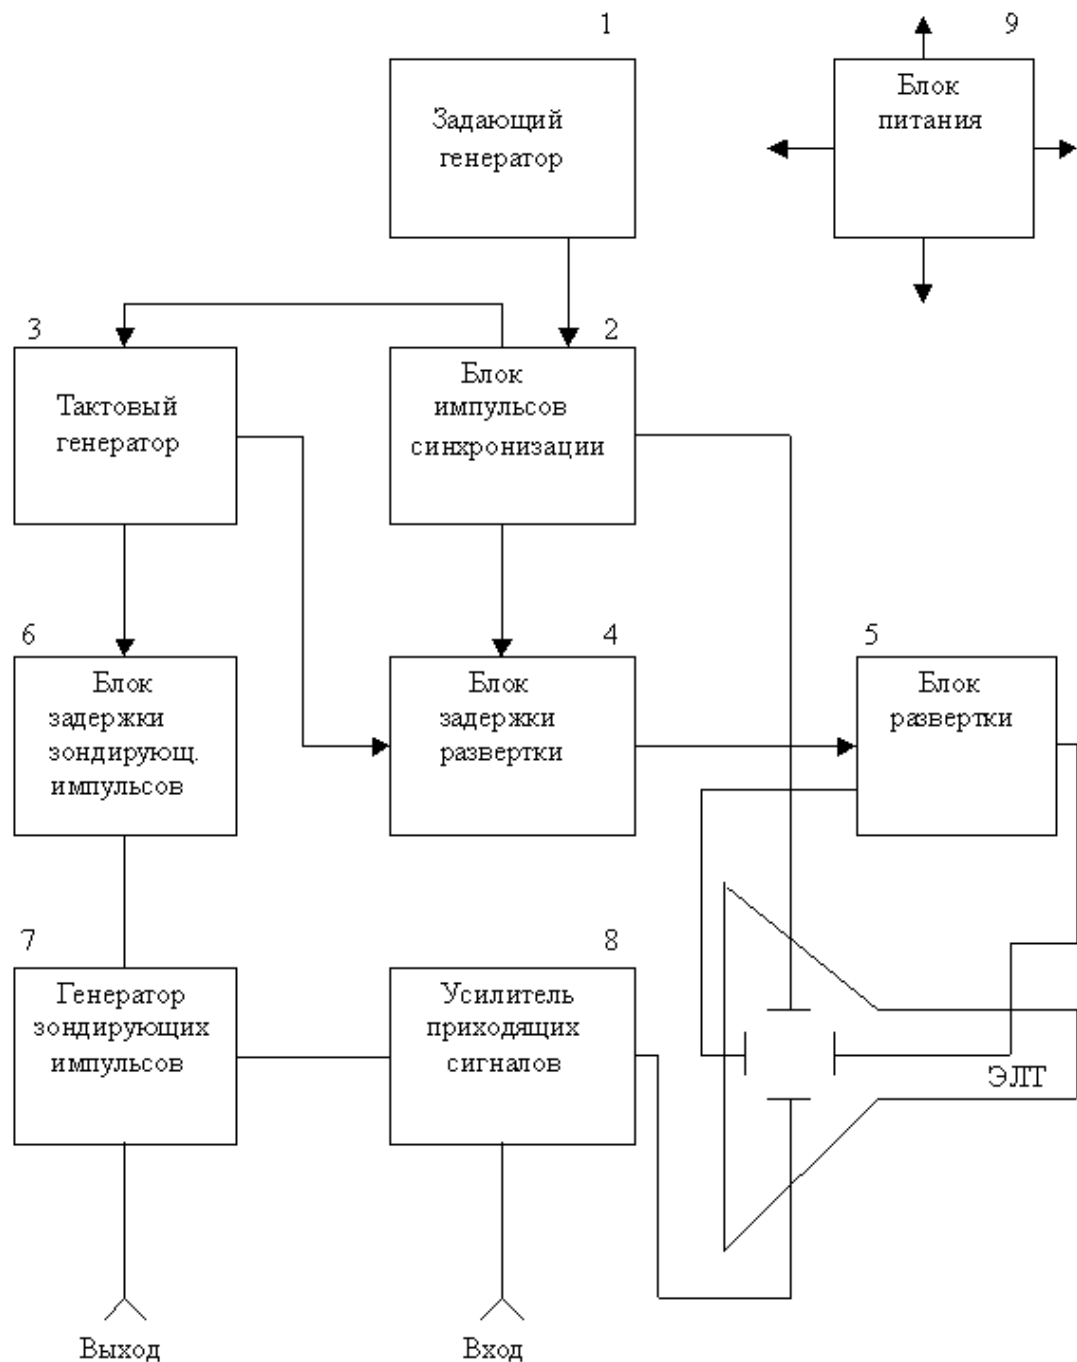 1
Задающий
генератор
9
Блок
питания
3
Тактовый
генератор
2
Блок
импульсов
синхронизации
6
Блок
задержки
зондирующ.
импульсов
4
Блок
задержки
развертки
5
Блок
развертки
7
Генератор
зондирующих
импульсов
8
Усилитель
приходящих
сигналов
ЭЛТ
Выход
Вход